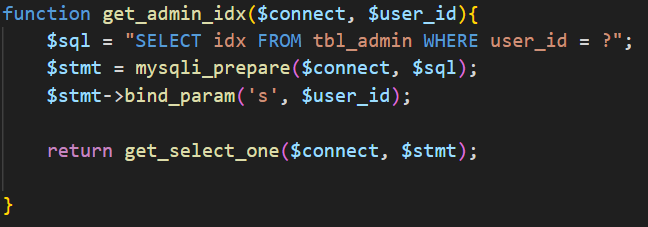 function get_admin_idx($connect, $user_id){
    $sql = "SELECT idx FROM tbl_admin WHERE user_id = ?";
    $stmt = mysqli_prepare($connect, $sql);
    $stmt->bind_param('s', $user_id);

    return get_select_one($connect, $stmt);

}